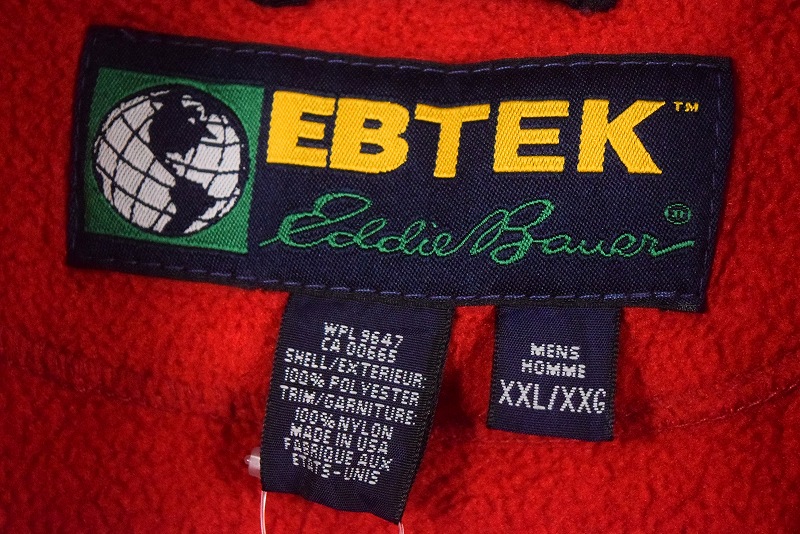 EBTEK™
Eddie Bauer®
WPL 9647
CA 00665
SHELL/EXTERIEUR:
100% POLYESTER
TRIM/GARNITURE:
100% NYLON
MADE IN USA
FABRIQUE AUX
ETATS-UNIS
MENS
HOMME
XXL/XXG